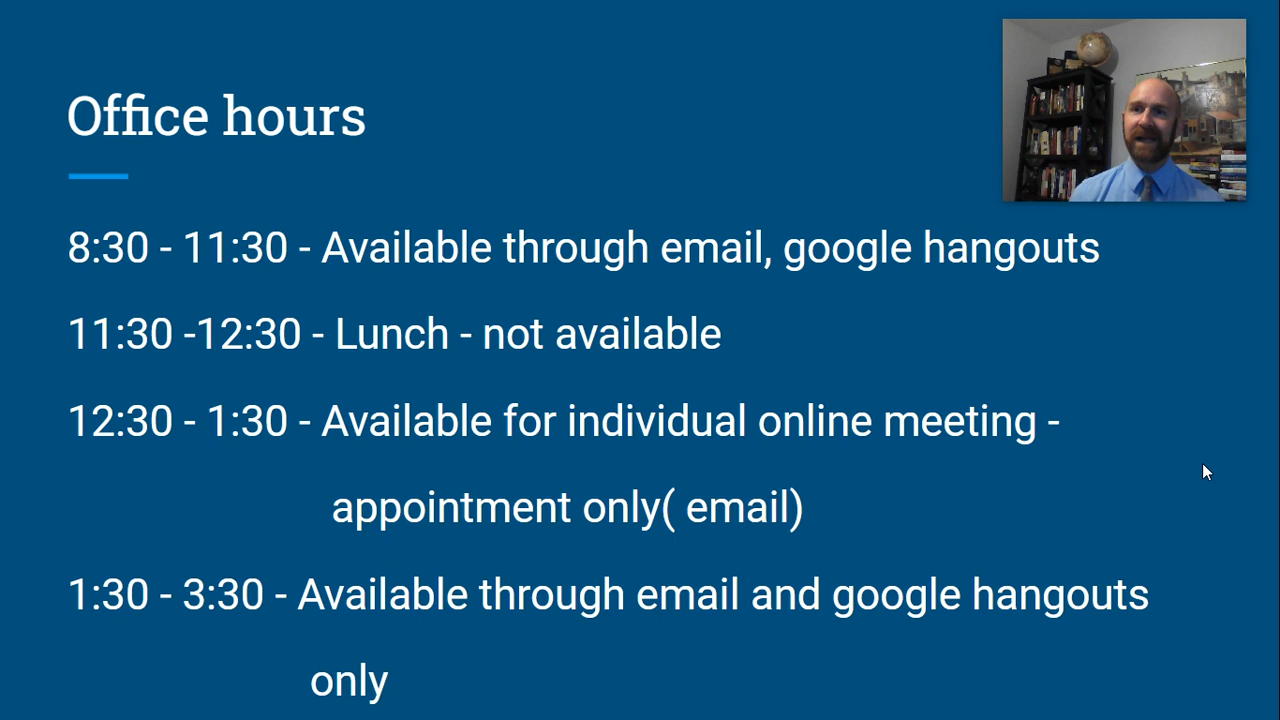 Office hours
8:30 - 11:30 - Available through email, google hangouts
11:30 -12:30 - Lunch - not available
12:30 - 1:30 - Available for individual online meeting -
appointment only( email)
1:30 - 3:30 - Available through email and google hangouts
only